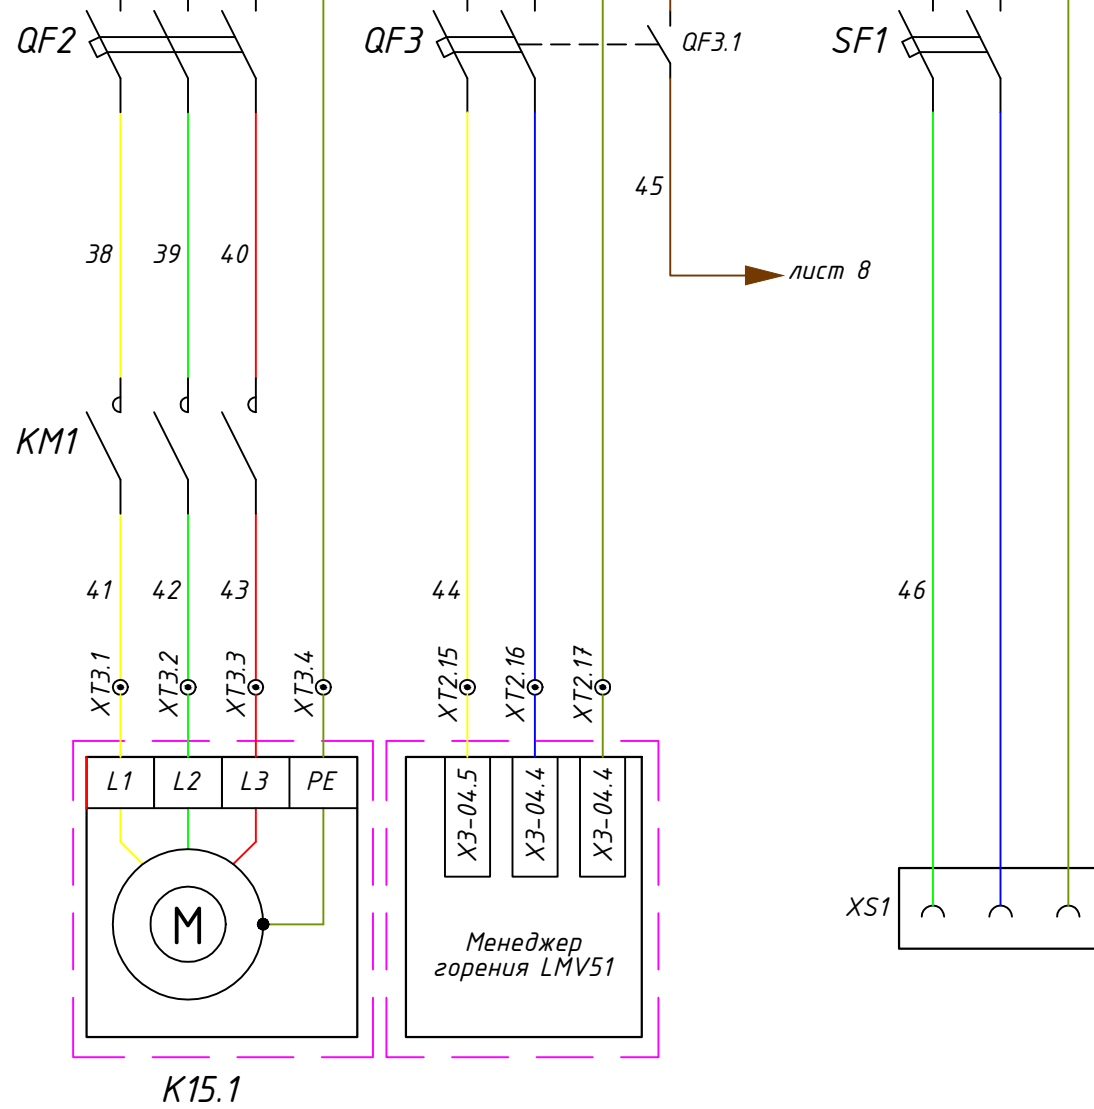 QF2
QF3
QF3.1
SF1
45
38
39
40
лист 8
KM1
41
42
43
44
46
XT3.1
XT3.2
XT3.3
XT3.4
XT2.15
XT2.16
XT2.17
L1
L2
L3
PE
X3-04.5
X3-04.4
X3-04.4
XS1
M
Менеджер
горения LMV51
K15.1